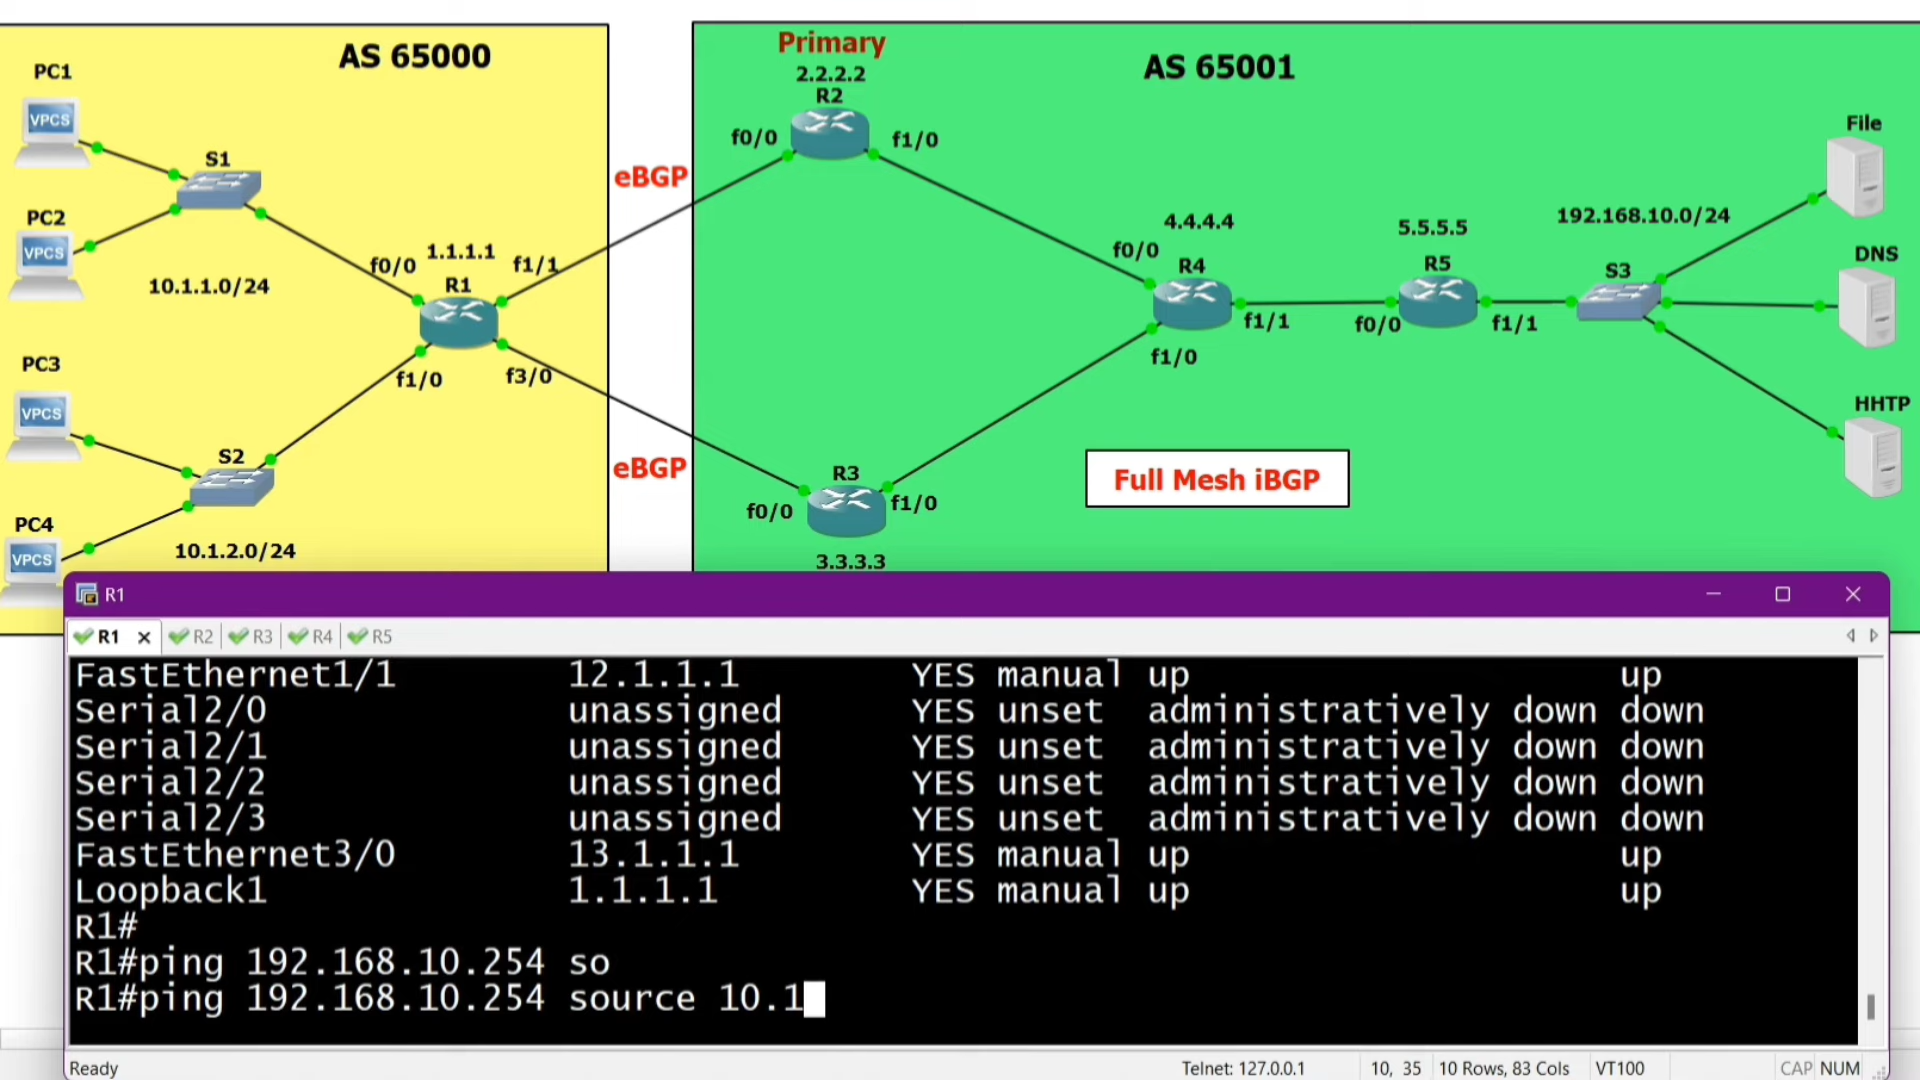 AS 65000
Primary
AS 65001
PC1
2.2.2.2
R2
VPCS
File
f0/0
f1/0
S1
eBGP
PC2
192.168.10.0/24
4.4.4.4
5.5.5.5
VPCS
1.1.1.1
f0/0
DNS
f0/0
f1/1
R4
R5
S3
10.1.1.0/24
R1
f1/1
f0/0
f1/1
PC3
f1/0
f3/0
f1/0
VPCS
HHTP
S2
eBGP
R3
Full Mesh iBGP
f0/0
f1/0
PC4
10.1.2.0/24
VPCS
3.3.3.3
R1
R1 R2 R3 R4 R5
FastEthernet1/1 12.1.1.1 YES manual up up
Serial2/0 unassigned YES unset administratively down down
Serial2/1 unassigned YES unset administratively down down
Serial2/2 unassigned YES unset administratively down down
Serial2/3 unassigned YES unset administratively down down
FastEthernet3/0 13.1.1.1 YES manual up up
Loopback1 1.1.1.1 YES manual up up
R1#
R1#ping 192.168.10.254 so
R1#ping 192.168.10.254 source 10.1
Ready Telnet: 127.0.0.1 10, 35 10 Rows, 83 Cols VT100 CAP NUM